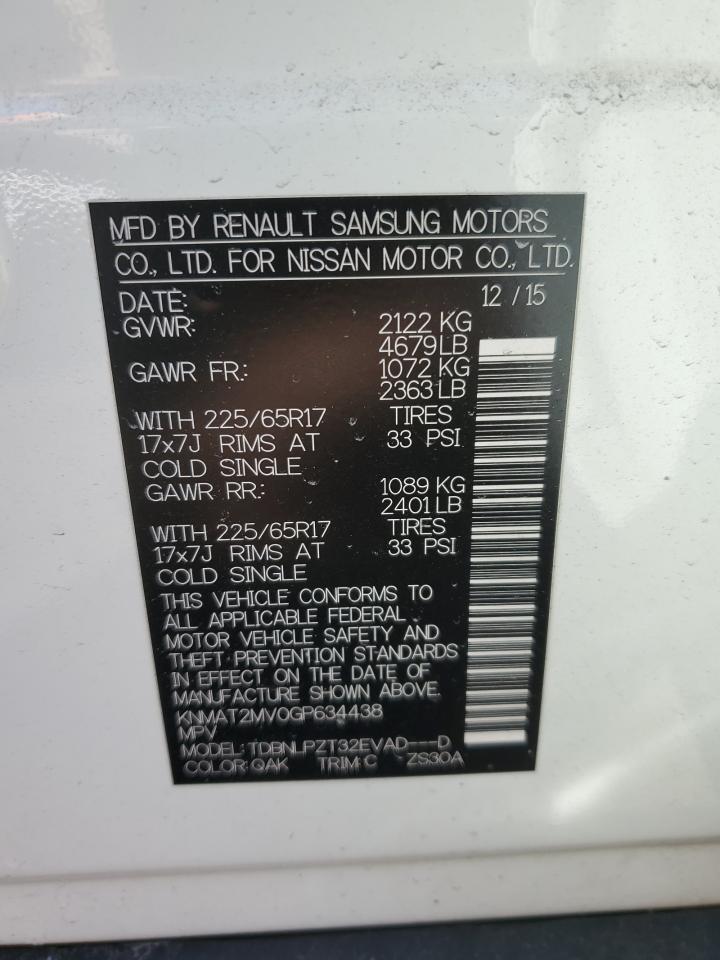 MFD BY RENAULT SAMSUNG MOTORS
CO., LTD. FOR NISSAN MOTOR CO., LTD.
DATE: 12 / 15
GVWR: 2122 KG
4679 LB
GAWR FR: 1072 KG
2363 LB
WITH 225/65R17 TIRES
17x7J RIMS AT 33 PSI
COLD SINGLE
GAWR RR: 1089 KG
2401 LB
WITH 225/65R17 TIRES
17x7J RIMS AT 33 PSI
COLD SINGLE
THIS VEHICLE CONFORMS TO
ALL APPLICABLE FEDERAL
MOTOR VEHICLE SAFETY AND
THEFT PREVENTION STANDARDS
IN EFFECT ON THE DATE OF
MANUFACTURE SHOWN ABOVE.
KNMAT2MV0GP634438
MPV
MODEL: TDBNLPZT32EVAD---D
COLOR: QAK TRIM: C ZS30A